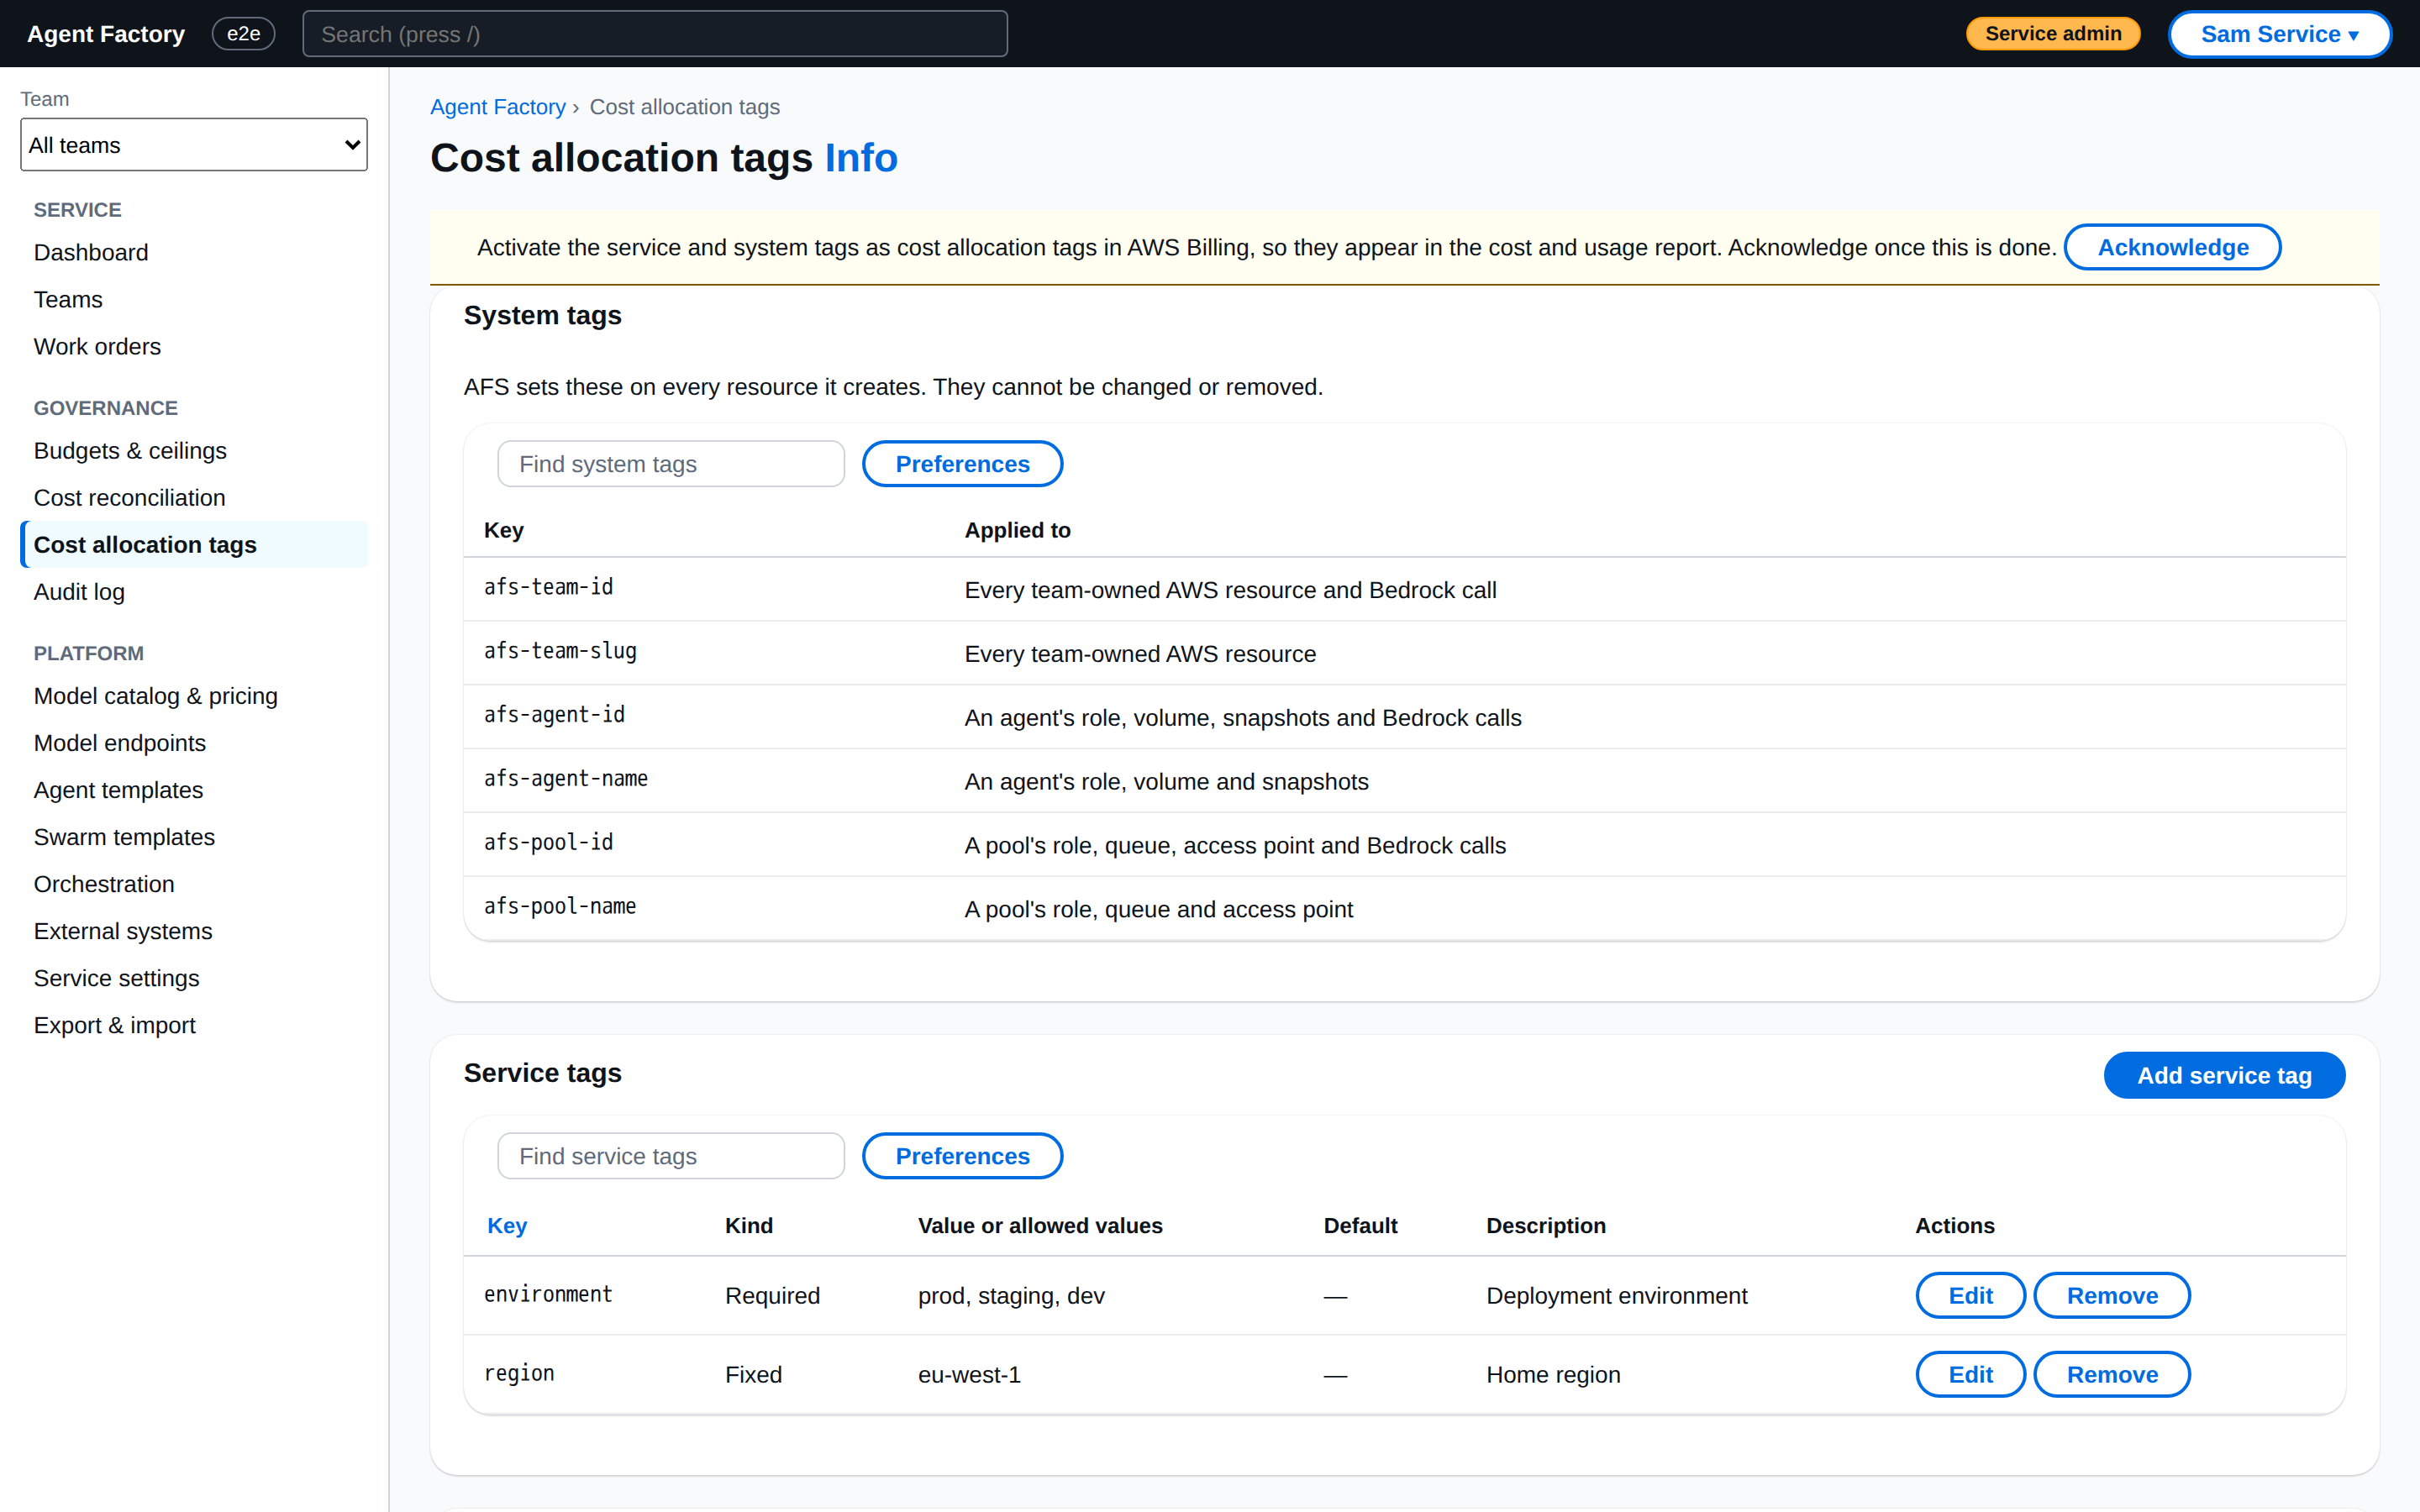 Agent Factory e2e Search (press /) Service admin Sam Service ▾
Team
All teams
SERVICE
Dashboard
Teams
Work orders
GOVERNANCE
Budgets & ceilings
Cost reconciliation
Cost allocation tags
Audit log
PLATFORM
Model catalog & pricing
Model endpoints
Agent templates
Swarm templates
Orchestration
External systems
Service settings
Export & import
Agent Factory › Cost allocation tags
Cost allocation tags Info
Activate the service and system tags as cost allocation tags in AWS Billing, so they appear in the cost and usage report. Acknowledge once this is done. Acknowledge
System tags
AFS sets these on every resource it creates. They cannot be changed or removed.
Find system tags Preferences
Key Applied to
afs-team-id Every team-owned AWS resource and Bedrock call
afs-team-slug Every team-owned AWS resource
afs-agent-id An agent's role, volume, snapshots and Bedrock calls
afs-agent-name An agent's role, volume and snapshots
afs-pool-id A pool's role, queue, access point and Bedrock calls
afs-pool-name A pool's role, queue and access point
Service tags Add service tag
Find service tags Preferences
Key Kind Value or allowed values Default Description Actions
environment Required prod, staging, dev — Deployment environment Edit Remove
region Fixed eu-west-1 — Home region Edit Remove